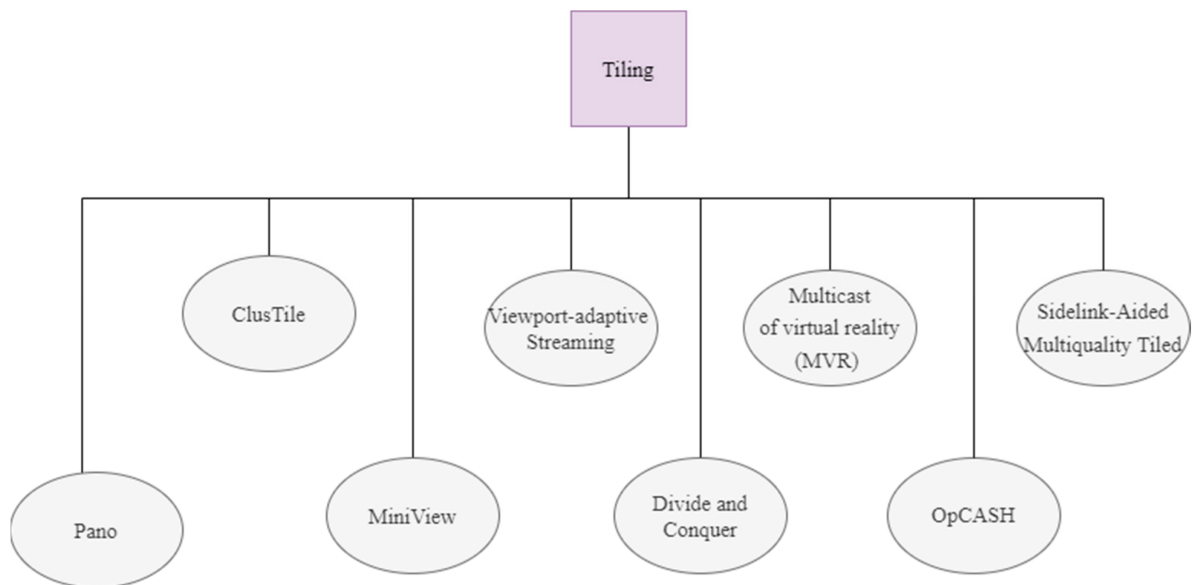 Tiling
ClusTile
Viewport-adaptive
Streaming
Multicast
of virtual reality
(MVR)
Sidelink-Aided
Multiquality Tiled
Pano
MiniView
Divide and
Conquer
OpCASH